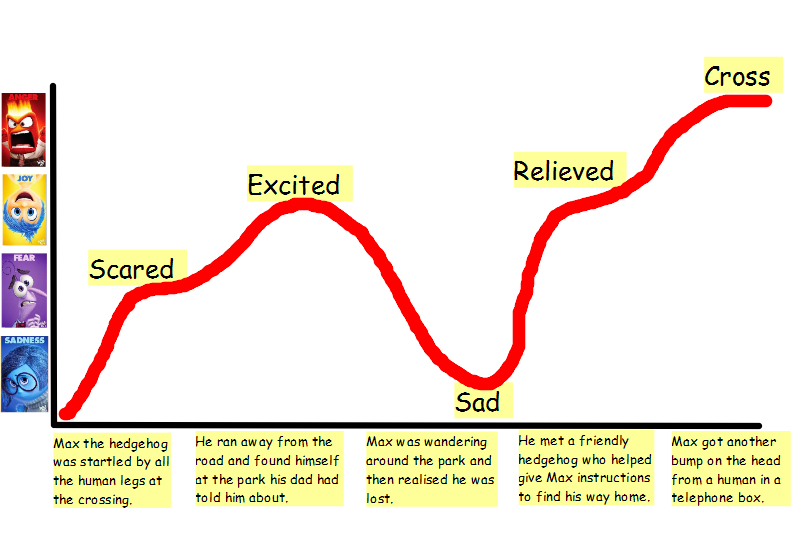 Cross
ANGER
Relieved
Excited
JOY
Scared
FEAR
SADNESS
Sad
Max the hedgehog
was startled by all
the human legs at
the crossing.
He ran away from the
road and found himself
at the park his dad had
told him about.
Max was wandering
around the park and
then realised he was
lost.
He met a friendly
hedgehog who helped
give Max instructions
to find his way home.
Max got another
bump on the head
from a human in a
telephone box.